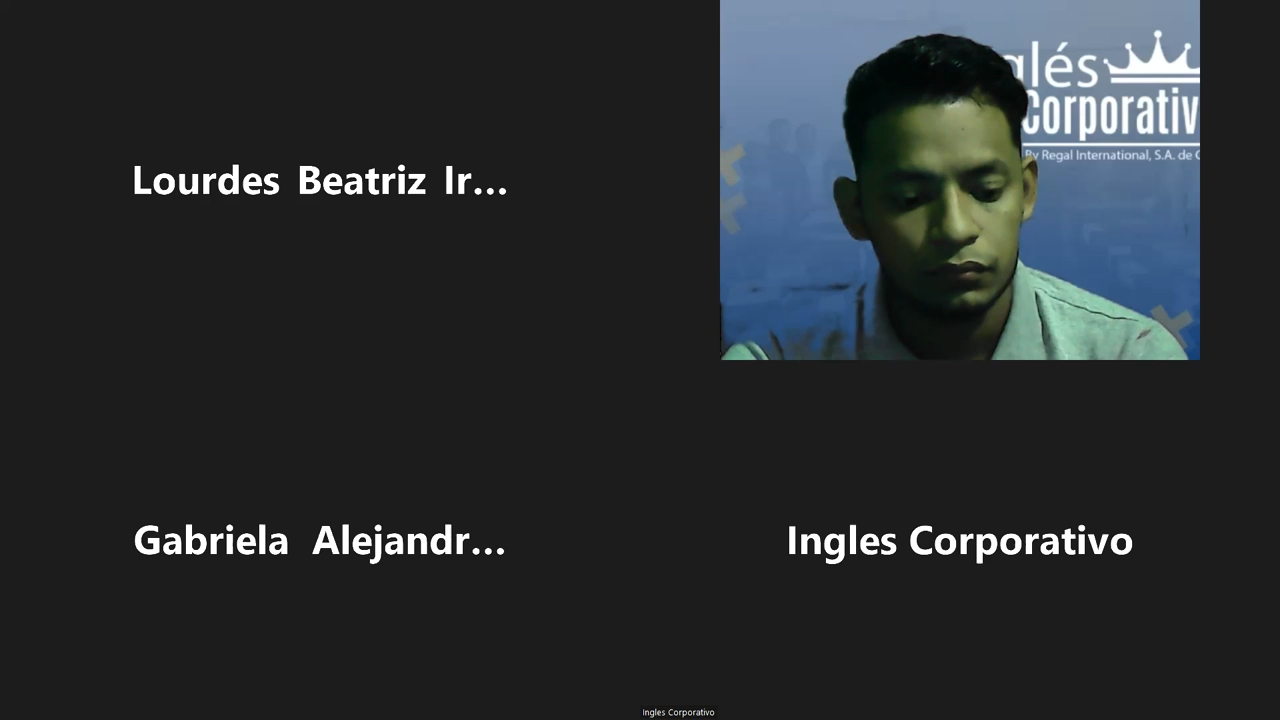 Lourdes Beatriz Ir...
glés
Corporativ
By Regal International, S.A. de C
Gabriela Alejandr...
Ingles Corporativo
Ingles Corporativo